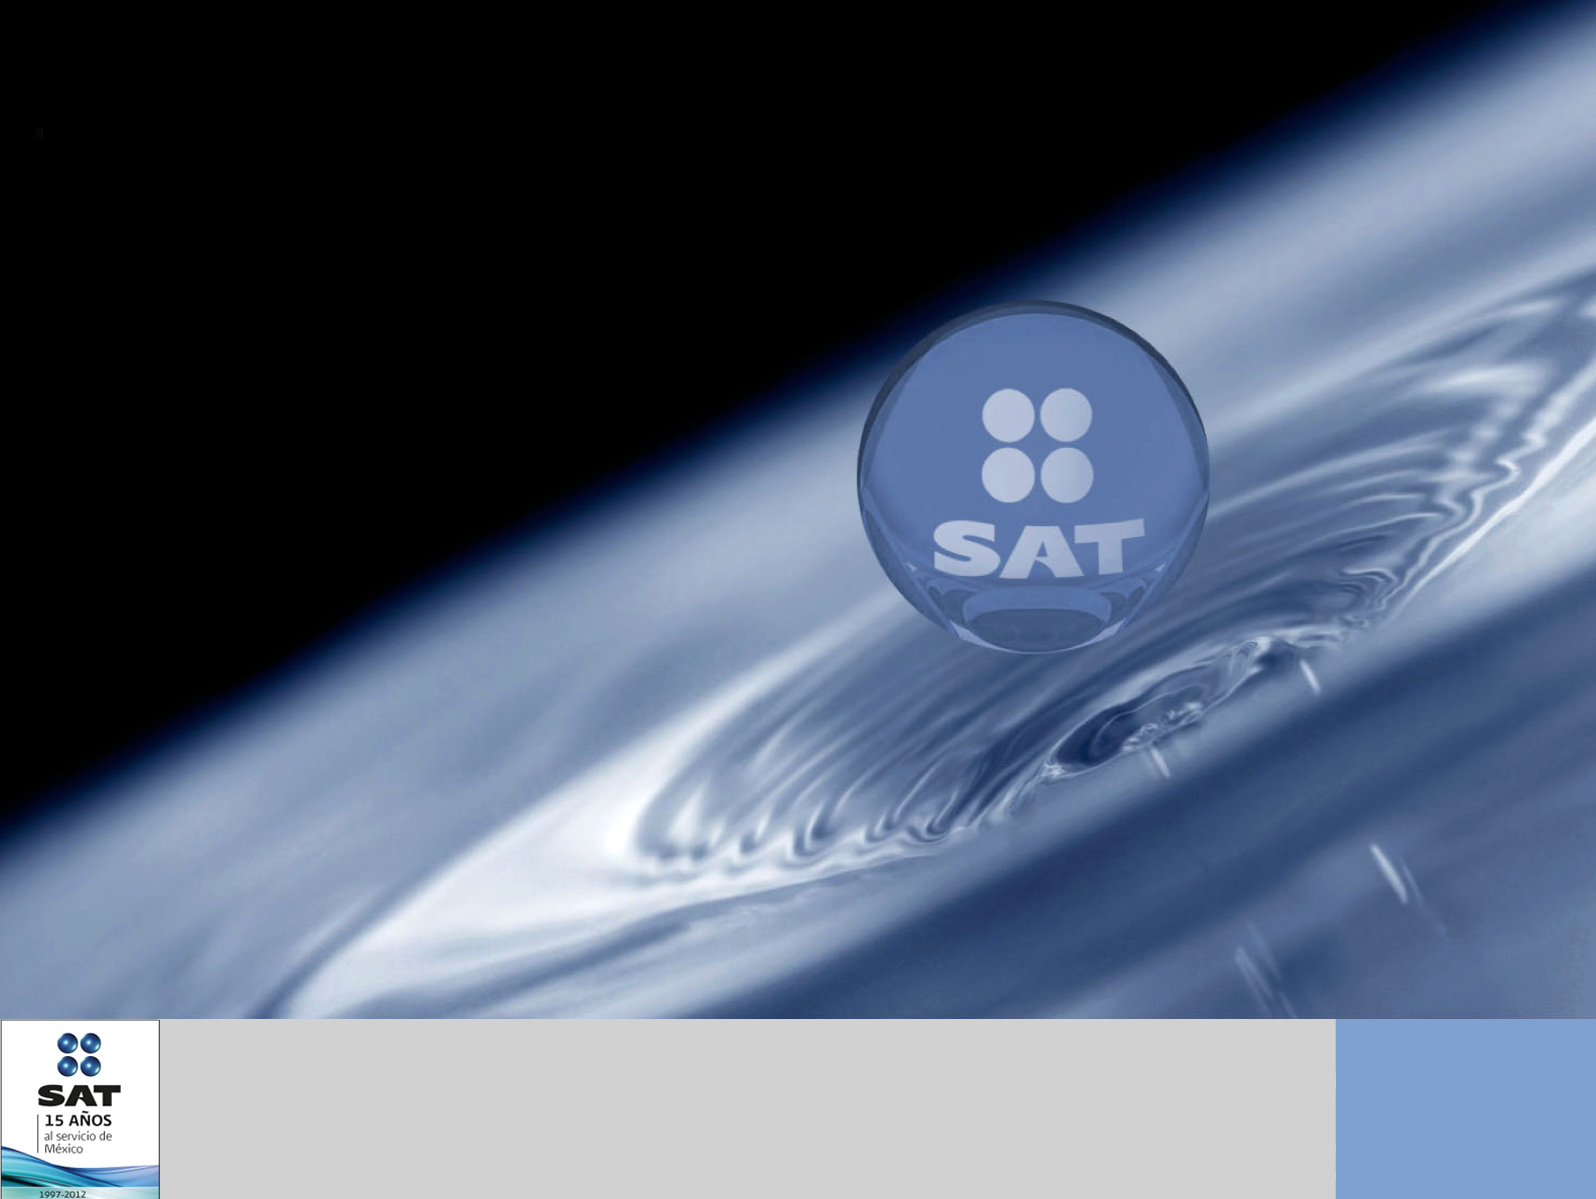 SAT
SAT
15 AÑOS
al servicio de
México
1997-2012